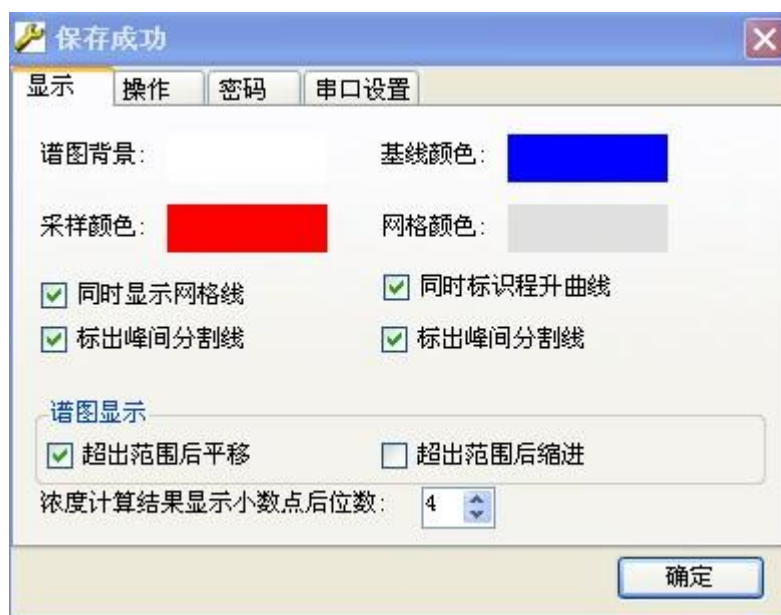 保存成功
显示 操作 密码 串口设置
谱图背景: 基线颜色:
采样颜色: 网格颜色:
同时显示网格线 同时标识程升曲线
标出峰间分割线 标出峰间分割线
谱图显示
超出范围后平移 超出范围后缩进
浓度计算结果显示小数点后位数: 4
确定